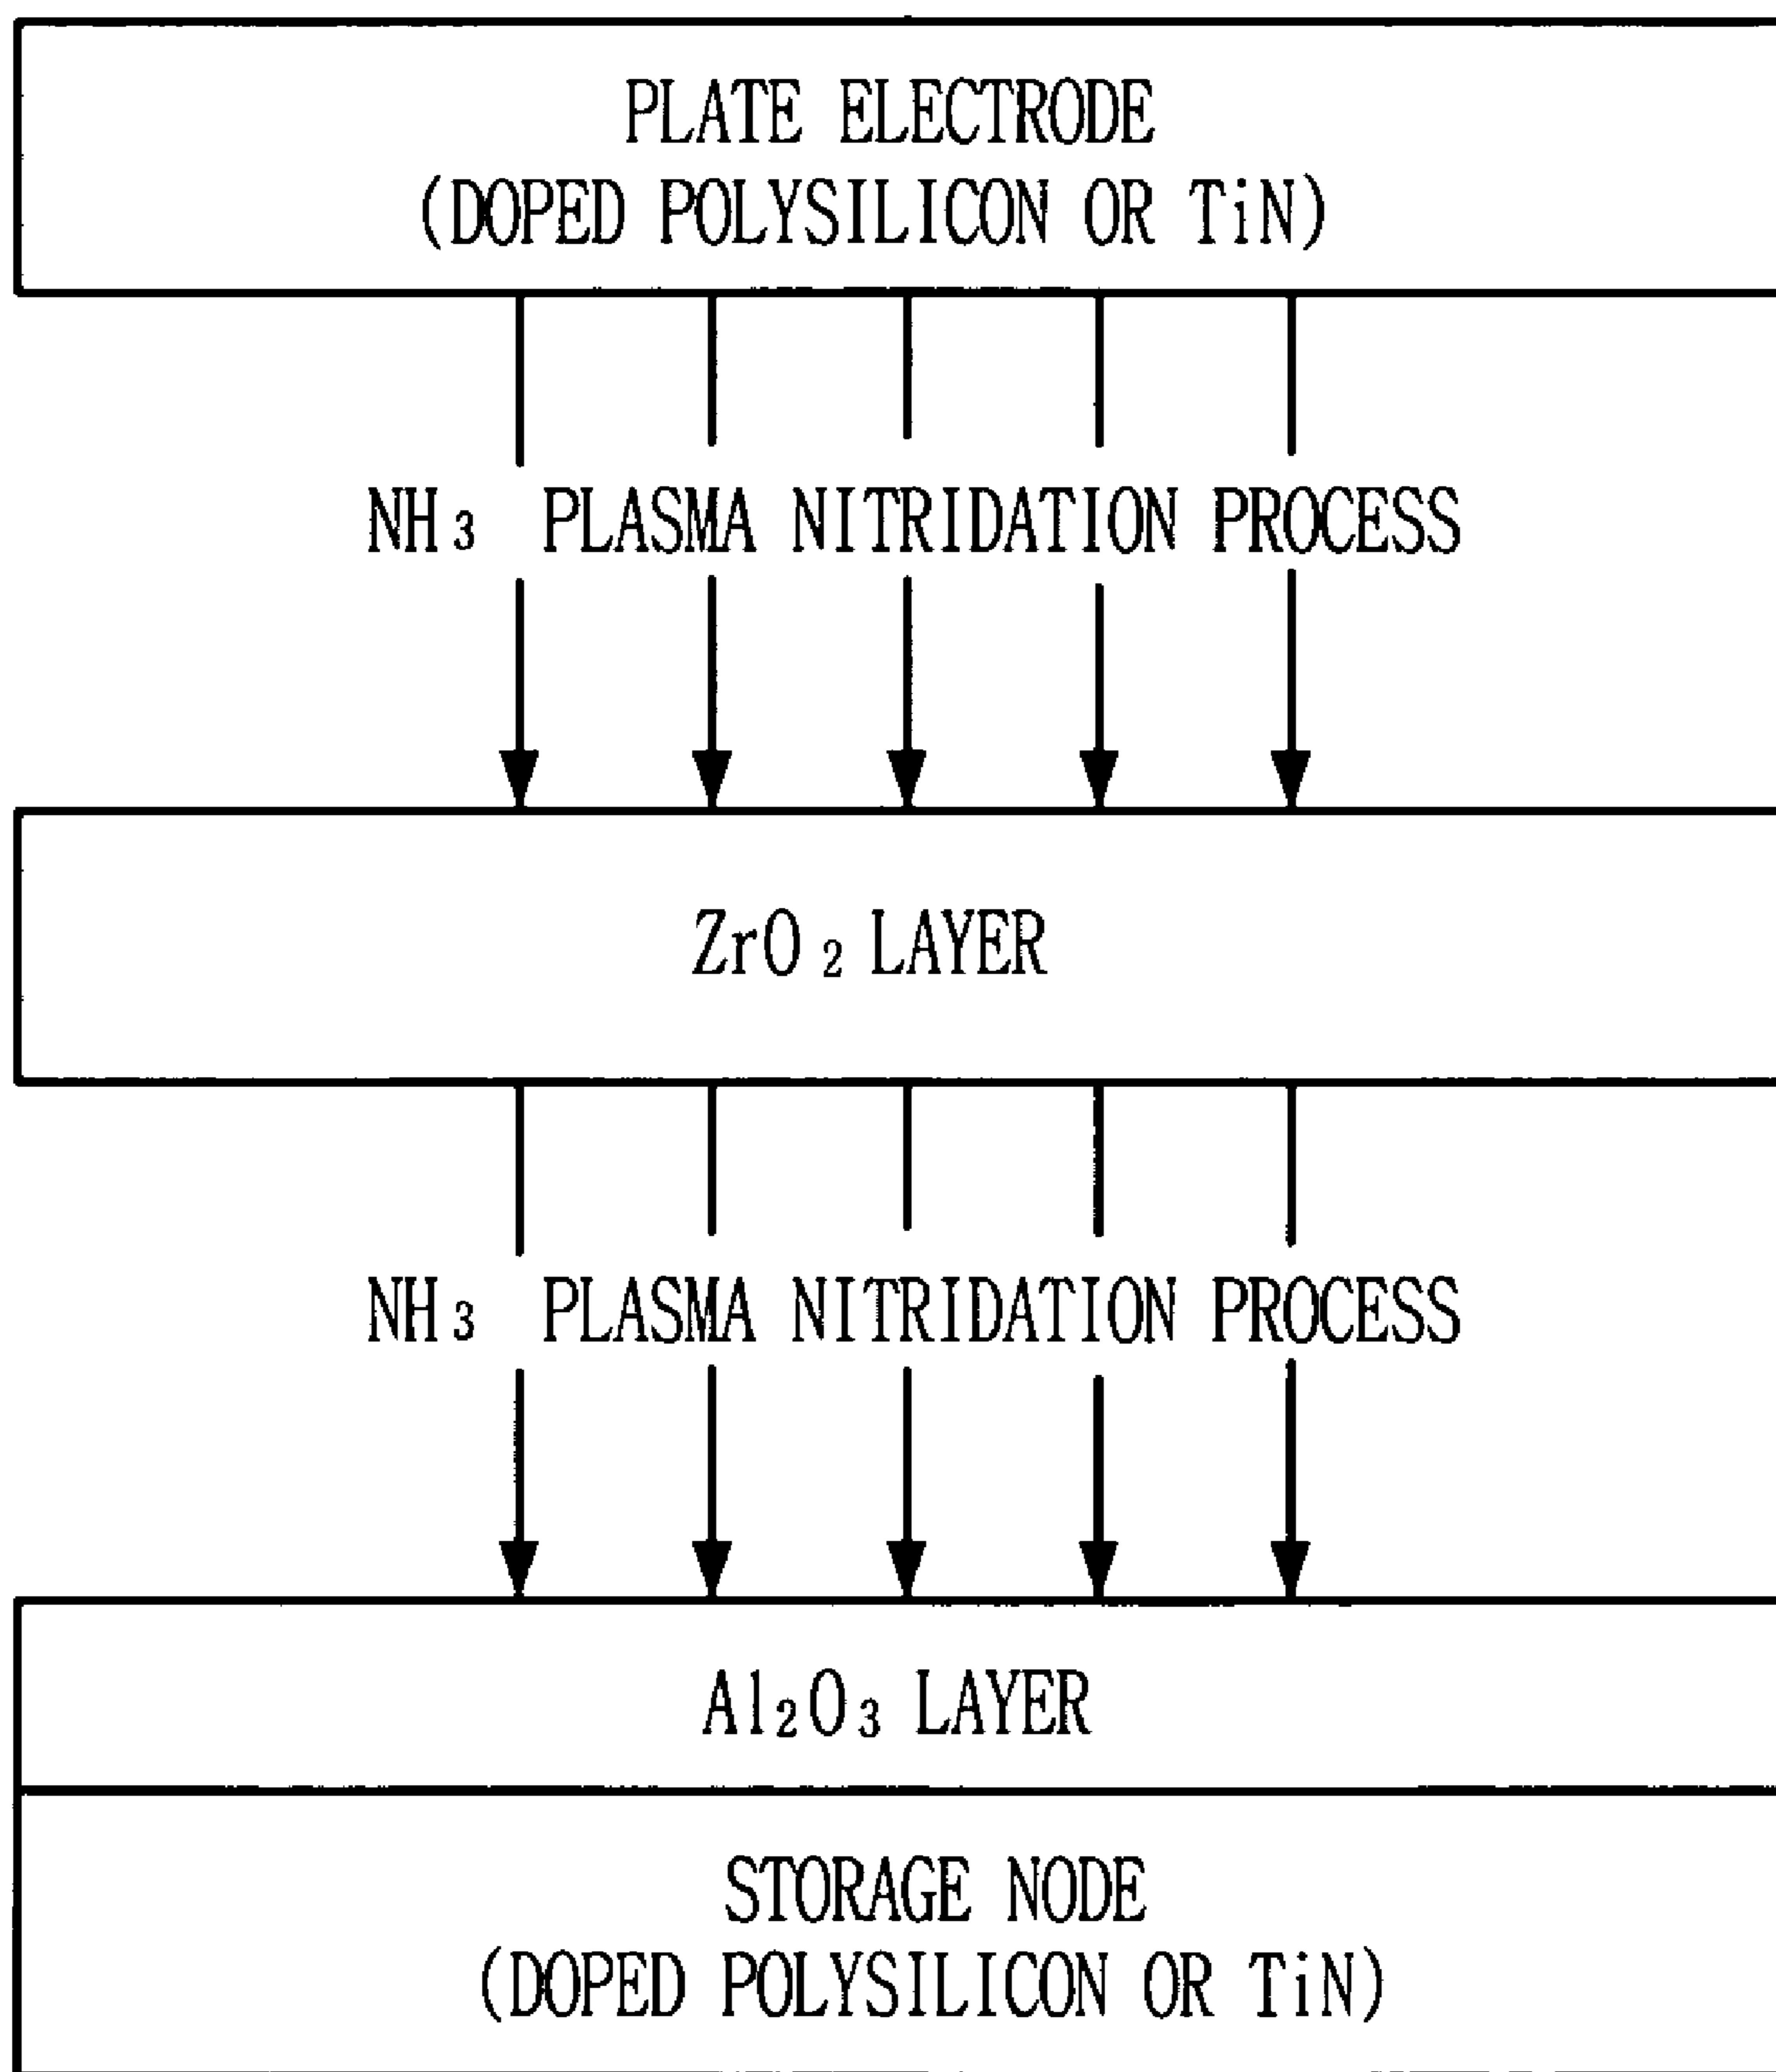 PLATE ELECTRODE
(DOPED POLYSILICON OR TiN)
NH₃ PLASMA NITRIDATION PROCESS
ZrO₂ LAYER
NH₃ PLASMA NITRIDATION PROCESS
Al₂O₃ LAYER
STORAGE NODE
(DOPED POLYSILICON OR TiN)